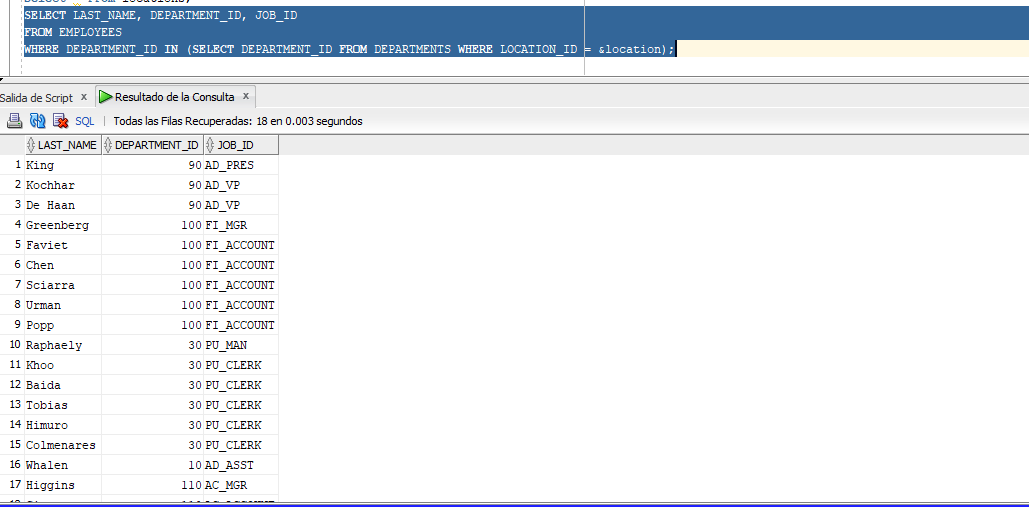 SELECT LAST_NAME, DEPARTMENT_ID, JOB_ID
FROM EMPLOYEES
WHERE DEPARTMENT_ID IN (SELECT DEPARTMENT_ID FROM DEPARTMENTS WHERE LOCATION_ID = &location);
Salida de Script x Resultado de la Consulta x
SQL | Todas las Filas Recuperadas: 18 en 0.003 segundos
LAST_NAME DEPARTMENT_ID JOB_ID
1 King 90 AD_PRES
2 Kochhar 90 AD_VP
3 De Haan 90 AD_VP
4 Greenberg 100 FI_MGR
5 Faviet 100 FI_ACCOUNT
6 Chen 100 FI_ACCOUNT
7 Sciarra 100 FI_ACCOUNT
8 Urman 100 FI_ACCOUNT
9 Popp 100 FI_ACCOUNT
10 Raphaely 30 PU_MAN
11 Khoo 30 PU_CLERK
12 Baida 30 PU_CLERK
13 Tobias 30 PU_CLERK
14 Himuro 30 PU_CLERK
15 Colmenares 30 PU_CLERK
16 Whalen 10 AD_ASST
17 Higgins 110 AC_MGR